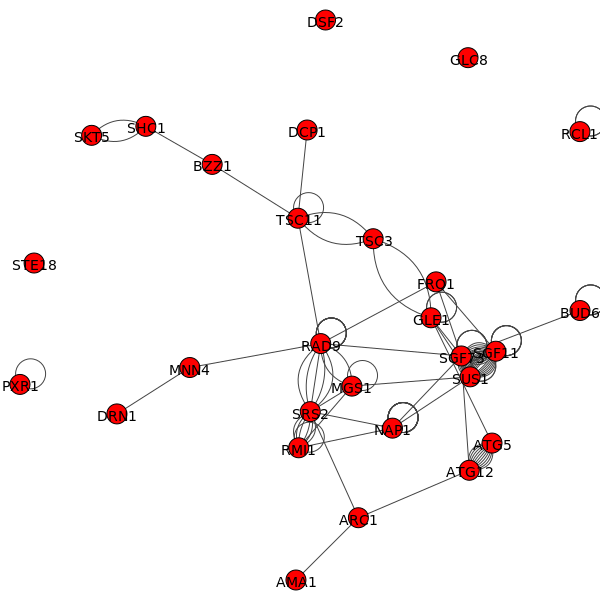 DSF2
GLC8
RCL1
SKT5
SHC1
DCP1
BZZ1
TSC11
TSC3
STE18
FRQ1
BUD6
GLE1
RAD9
SGF73
SGF11
MNN4
SUS1
PXR1
MGS1
DRN1
SRS2
NAP1
RMI1
ATG5
ATG12
ARC1
AMA1